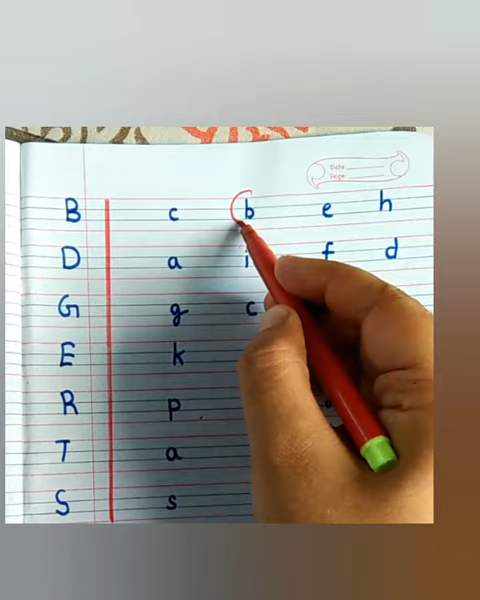 Date
Page
B c b e h
D a i f d
G g c
E k
R p
T a
S s